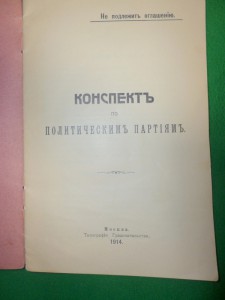 Не подлежитъ оглашенію.
КОНСПЕКТЪ
ПО
ПОЛИТИЧЕСКИМЪ ПАРТІЯМЪ.
Москва.
1914.